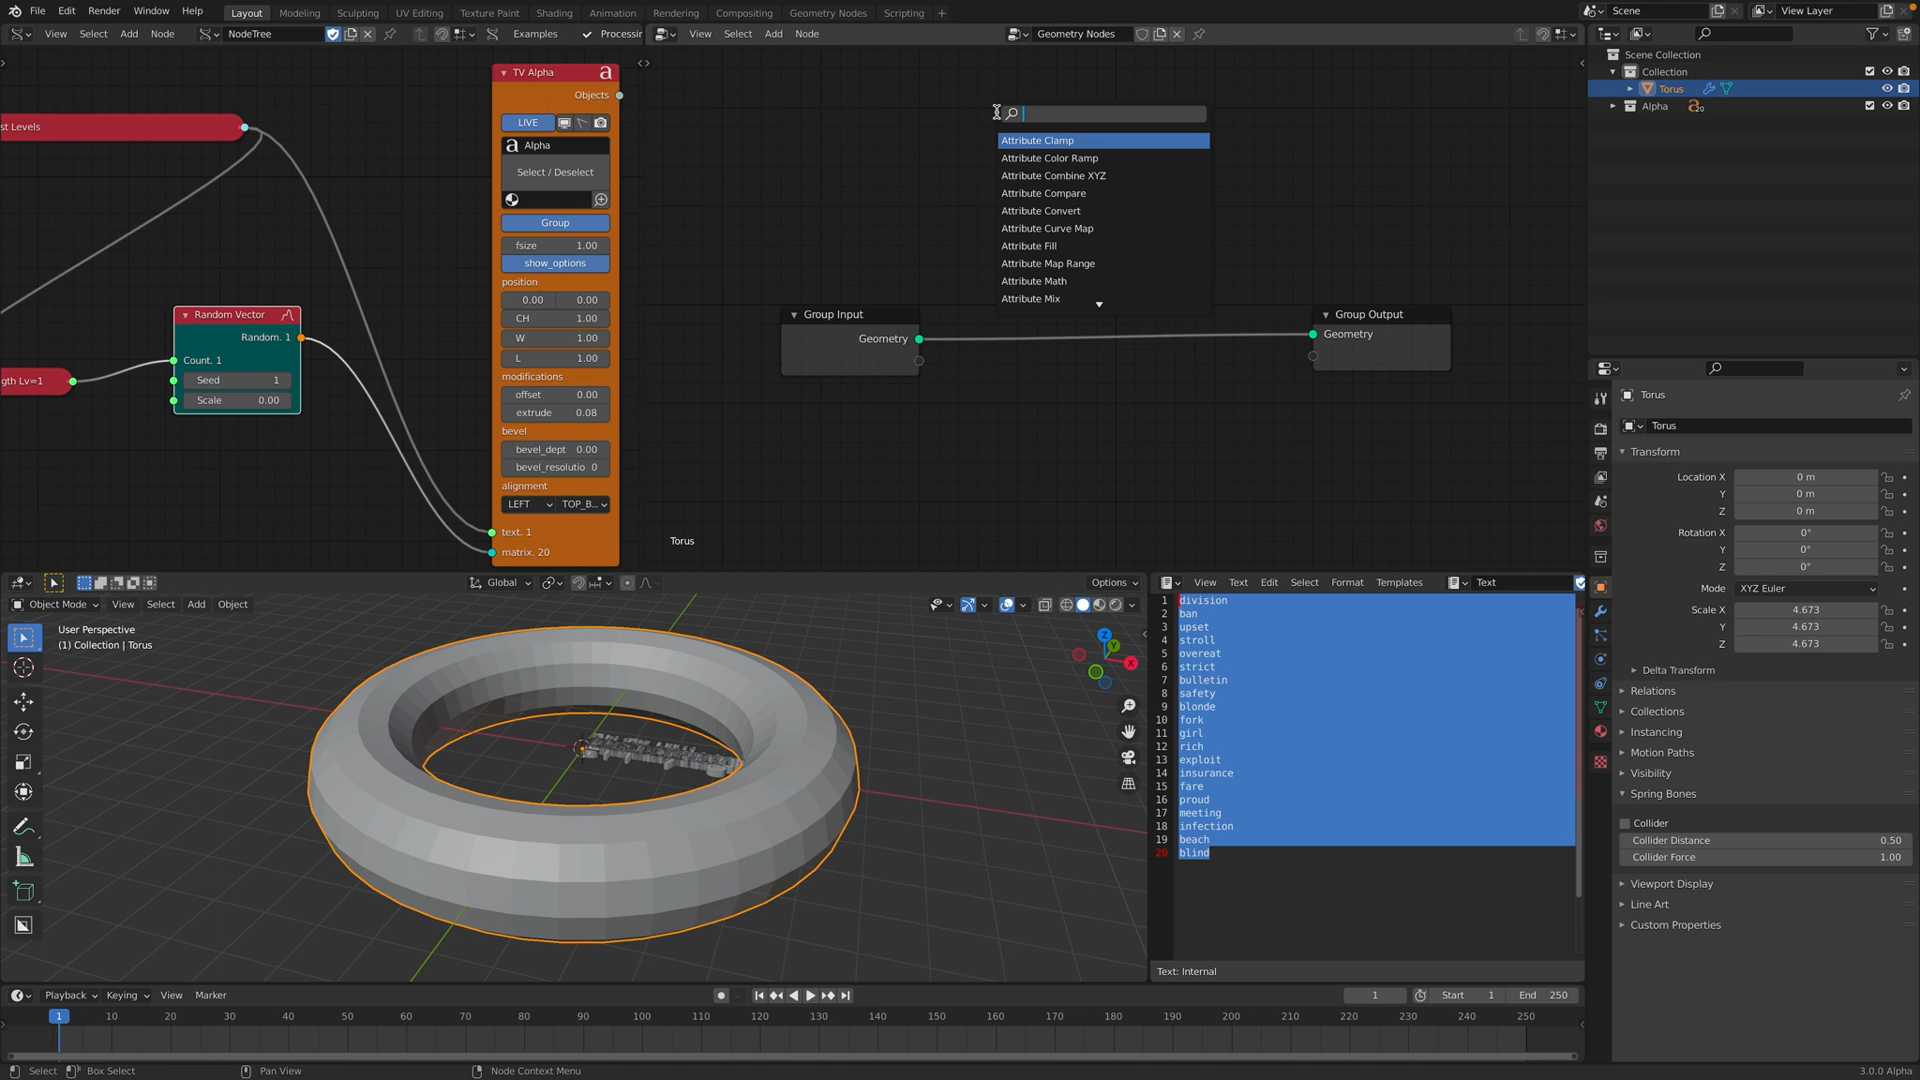 File Edit Render Window Help Layout Modeling Sculpting UV Editing Texture Paint Shading Animation Rendering Compositing Geometry Nodes Scripting + Scene View Layer
View Select Add Node NodeTree Examples Processin View Select Add Node Geometry Nodes
Scene Collection
Collection
Torus
Alpha 20
st Levels
Random Vector
Random. 1
Count. 1
Seed 1
Scale 0.00
gth Lv=1
TV Alpha a
Objects
LIVE
a Alpha
Select / Deselect
Group
fsize 1.00
show_options
position
0.00 0.00
CH 1.00
W 1.00
L 1.00
modifications
offset 0.00
extrude 0.08
bevel
bevel_dept 0.00
bevel_resolutio 0
alignment
LEFT TOP_B...
text. 1
matrix. 20
Attribute Clamp
Attribute Color Ramp
Attribute Combine XYZ
Attribute Compare
Attribute Convert
Attribute Curve Map
Attribute Fill
Attribute Map Range
Attribute Math
Attribute Mix
Group Input
Geometry
Group Output
Geometry
Torus
Global Options
Object Mode View Select Add Object
User Perspective
(1) Collection | Torus
Z
Y
X
View Text Edit Select Format Templates Text
1 division
2 ban
3 upset
4 stroll
5 overeat
6 strict
7 bulletin
8 safety
9 blonde
10 fork
11 girl
12 rich
13 exploit
14 insurance
15 fare
16 proud
17 meeting
18 infection
19 beach
20 blind
Text: Internal
Torus
Torus
Transform
Location X 0 m
Y 0 m
Z 0 m
Rotation X 0°
Y 0°
Z 0°
Mode XYZ Euler
Scale X 4.673
Y 4.673
Z 4.673
Delta Transform
Relations
Collections
Instancing
Motion Paths
Visibility
Spring Bones
Collider
Collider Distance 0.50
Collider Force 1.00
Viewport Display
Line Art
Custom Properties
Playback Keying View Marker 1 Start 1 End 250
1 10 20 30 40 50 60 70 80 90 100 110 120 130 140 150 160 170 180 190 200 210 220 230 240 250
Select Box Select Pan View Node Context Menu 3.0.0 Alpha